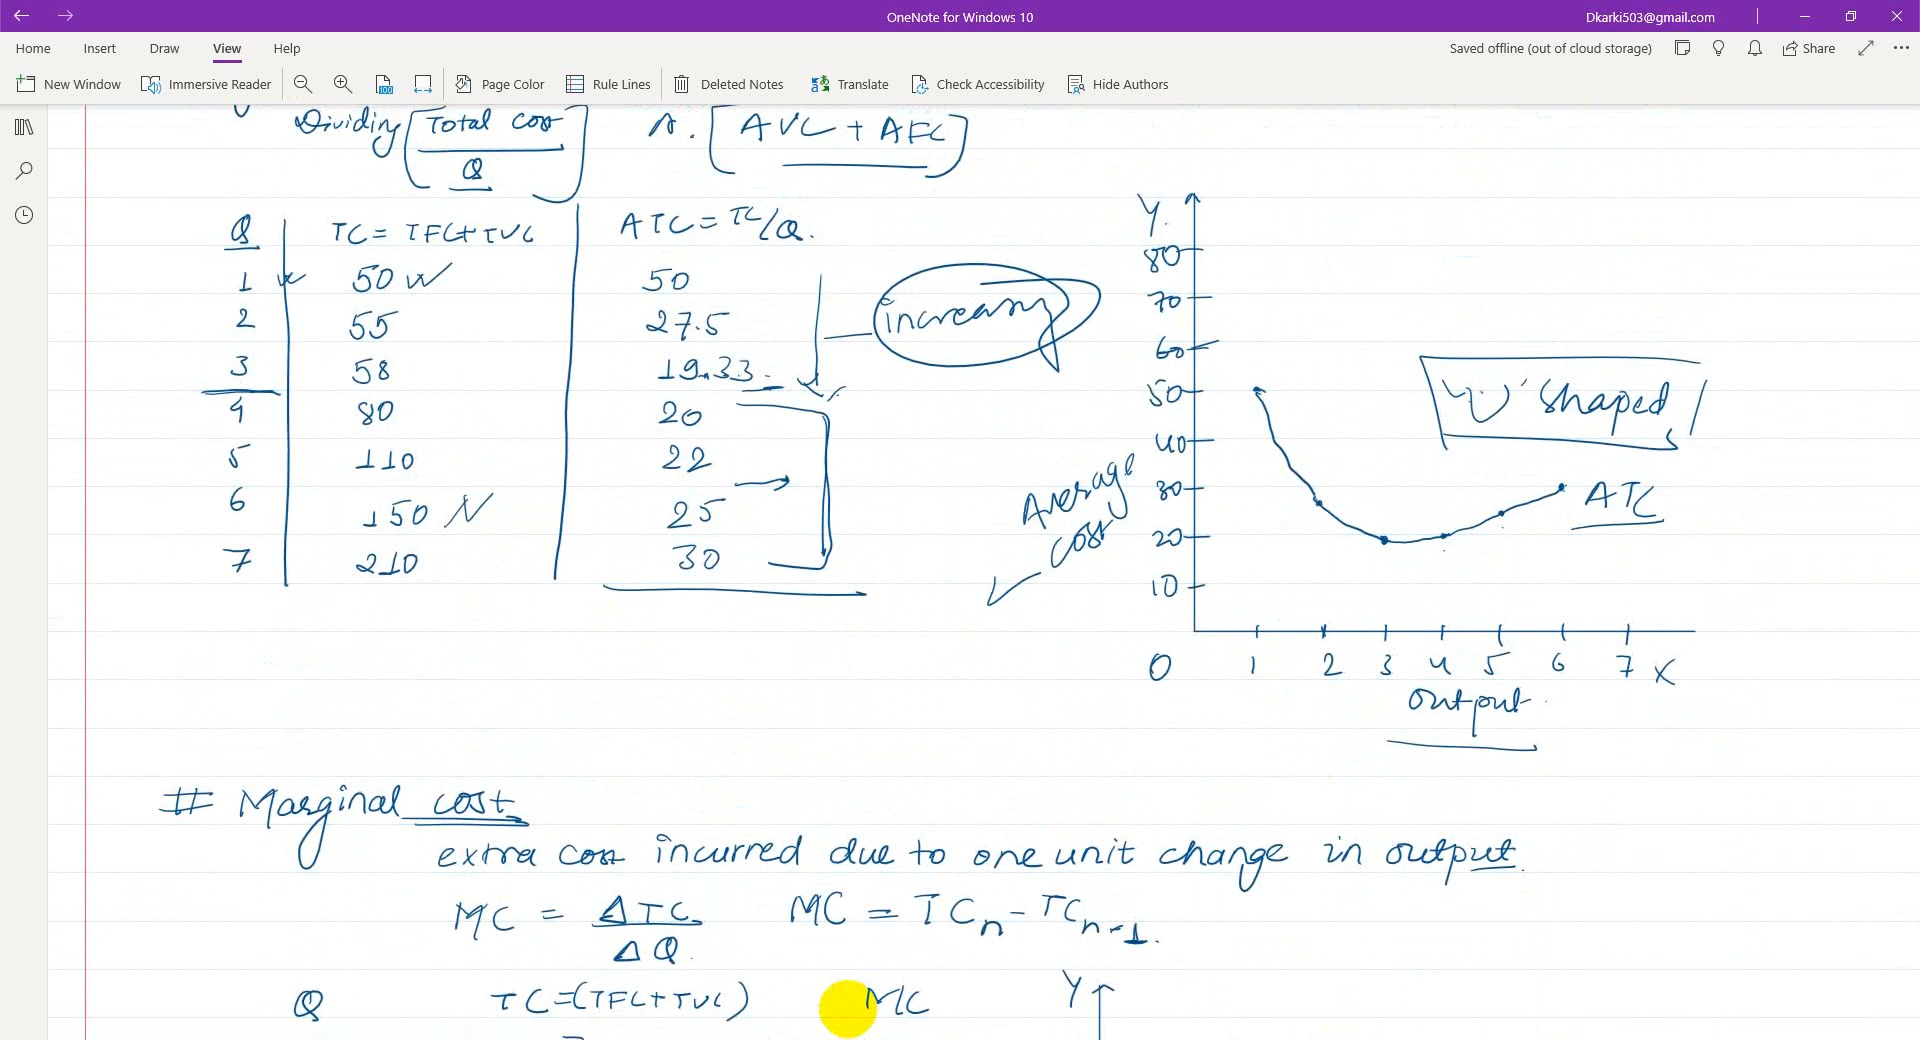 OneNote for Windows 10
Dkarki503@gmail.com
Home Insert Draw View Help
Saved offline (out of cloud storage) Share
New Window Immersive Reader Page Color Rule Lines Deleted Notes Translate Check Accessibility Hide Authors
Dividing Total cost
Q
AVC + AFC
Q TC = TFC+TVC ATC = TC/Q.
1 50 50
2 55 27.5
3 58 19.33
4 80 20
5 110 22
6 150 25
7 210 30
increasing
Y
80
70
60
50
40
30
20
10
Average
cost
'U' Shaped
ATC
0 1 2 3 4 5 6 7 X
output
# Marginal cost
extra cost incurred due to one unit change in output.
MC = ΔTC MC = TCn - TCn-1.
ΔQ
Q TC=(TFC+TVC) MC Y